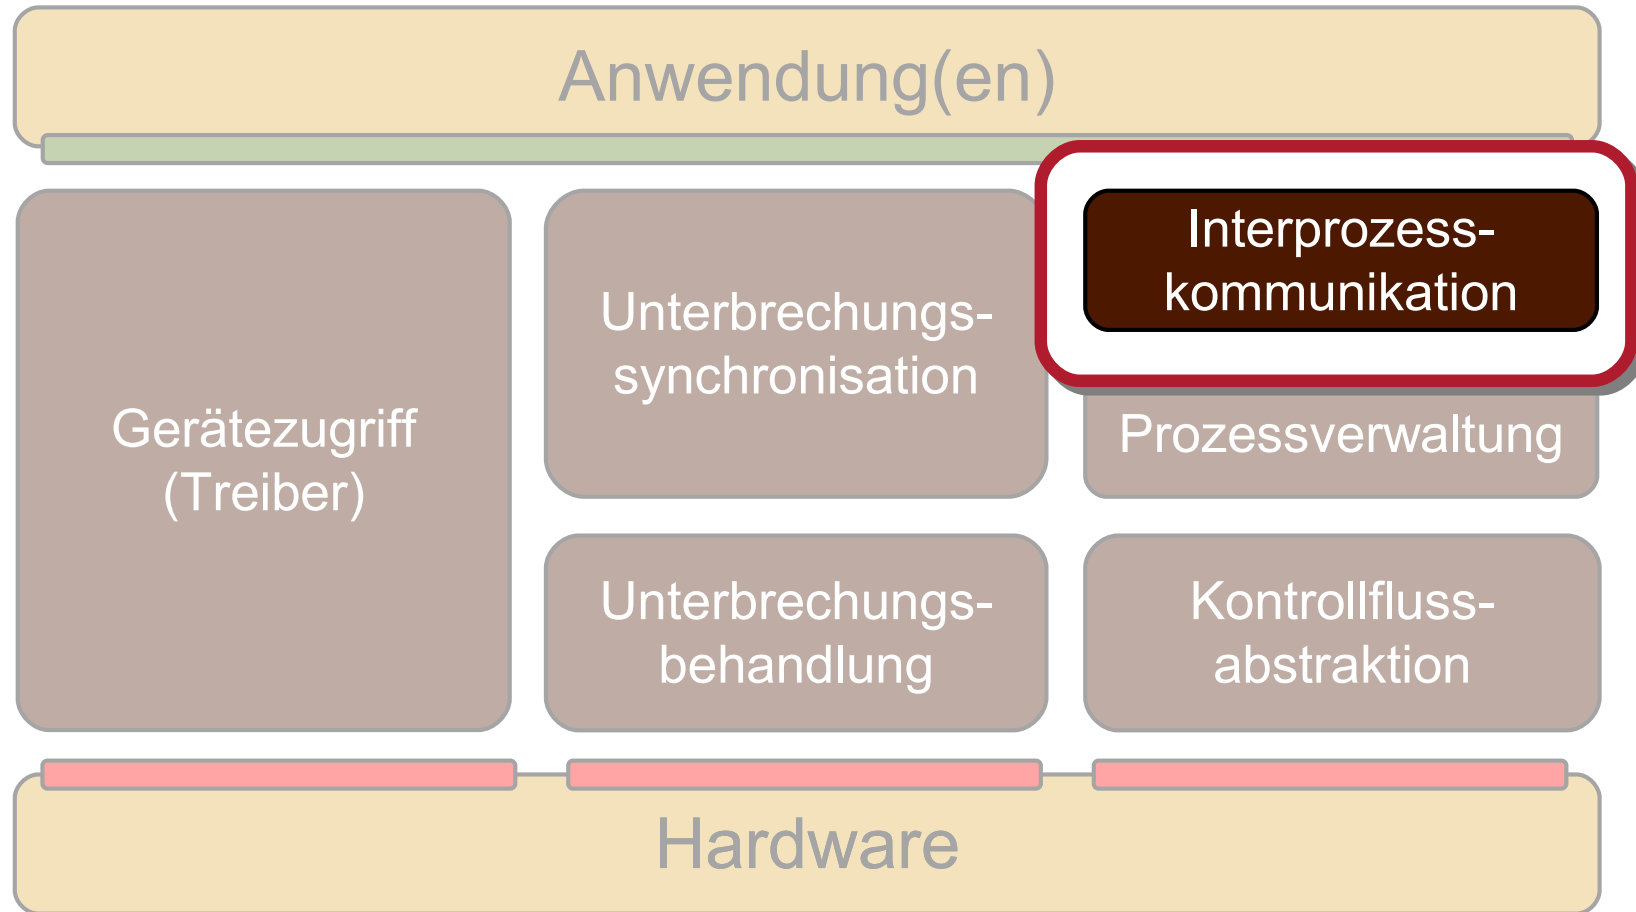 Anwendung(en)
Interprozess-
kommunikation
Unterbrechungs-
synchronisation
Gerätezugriff
(Treiber)
Prozessverwaltung
Unterbrechungs-
behandlung
Kontrollfluss-
abstraktion
Hardware